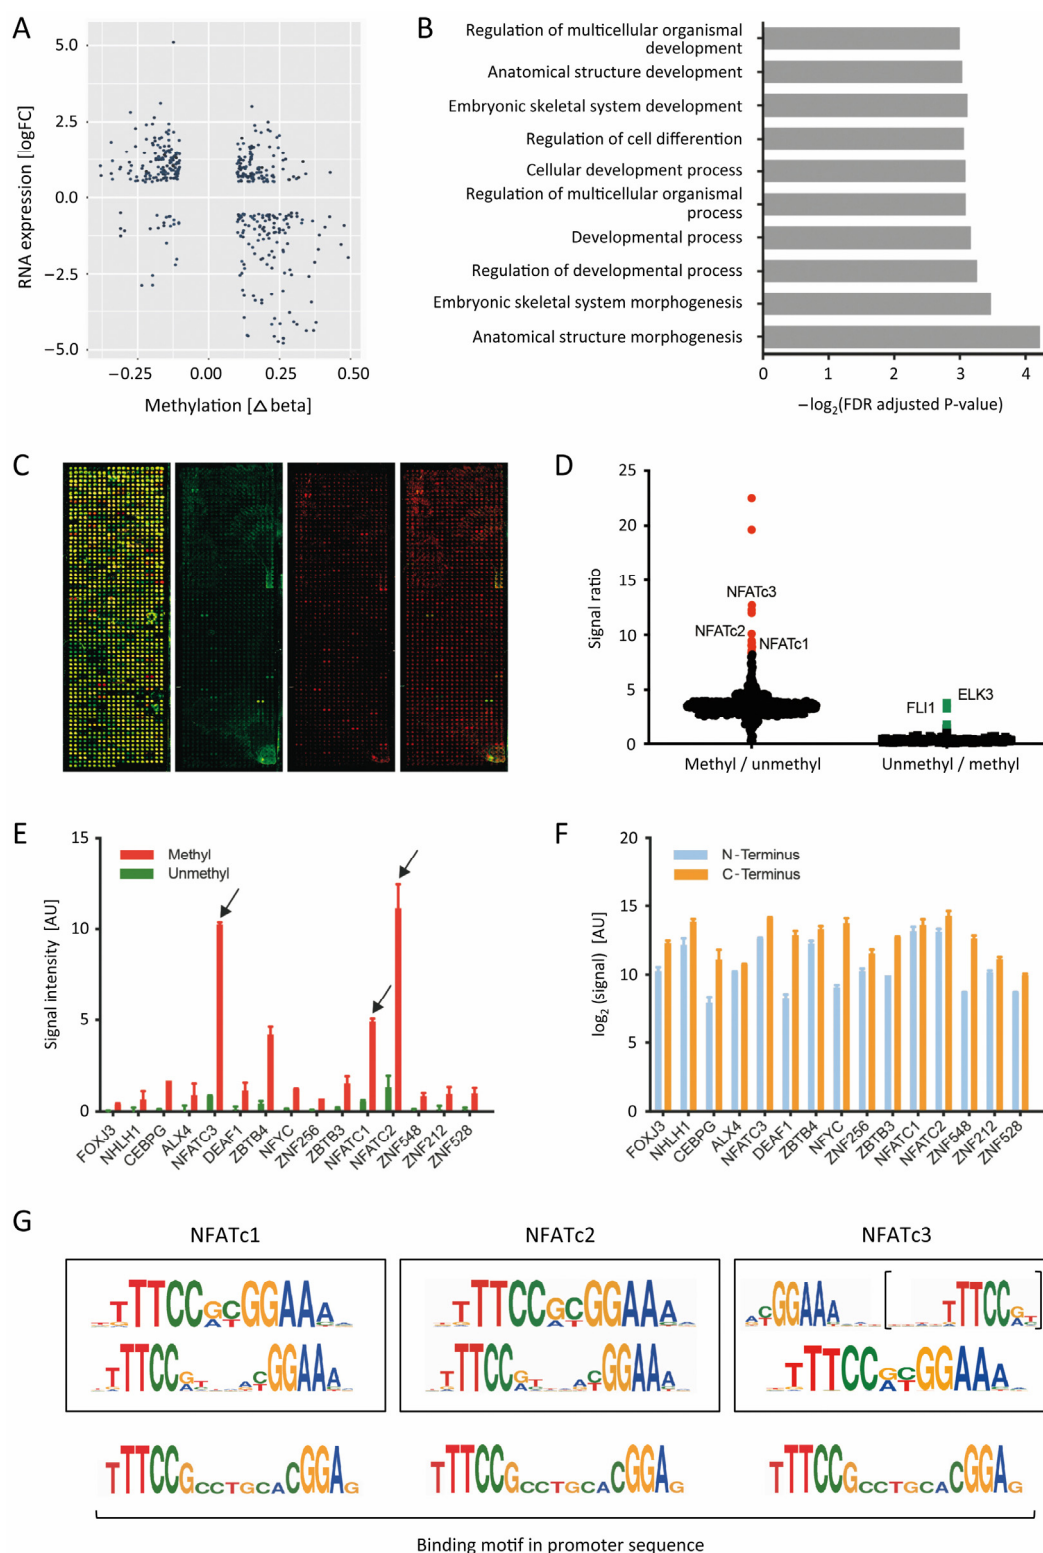 A
5.0
2.5
0.0
−2.5
−5.0
RNA expression [logFC]
−0.25
0.00
0.25
0.50
Methylation [Δ beta]
B
Regulation of multicellular organismal
development
Anatomical structure development
Embryonic skeletal system development
Regulation of cell differention
Cellular development process
Regulation of multicellular organismal
process
Developmental process
Regulation of developmental process
Embryonic skeletal system morphogenesis
Anatomical structure morphogenesis
0
1
2
3
4
−log2(FDR adjusted P-value)
C
D
25
20
15
10
5
0
Signal ratio
NFATc3
NFATc2
NFATc1
FLI1
ELK3
Methyl / unmethyl
Unmethyl / methyl
E
15
10
5
0
Signal intensity [AU]
Methyl
Unmethyl
FOXJ3
NHLH1
CEBPG
ALX4
NFATC3
DEAF1
ZBTB4
NFYC
ZNF256
ZBTB3
NFATC1
NFATC2
ZNF548
ZNF212
ZNF528
F
20
15
10
5
0
log2 (signal) [AU]
N-Terminus
C-Terminus
FOXJ3
NHLH1
CEBPG
ALX4
NFATC3
DEAF1
ZBTB4
NFYC
ZNF256
ZBTB3
NFATC1
NFATC2
ZNF548
ZNF212
ZNF528
G
NFATc1
NFATc2
NFATc3
TTTCCGCCTGCACGGAG
TTTCCGCCTGCACGGAG
TTTCCGCCTGCACGGAG
Binding motif in promoter sequence